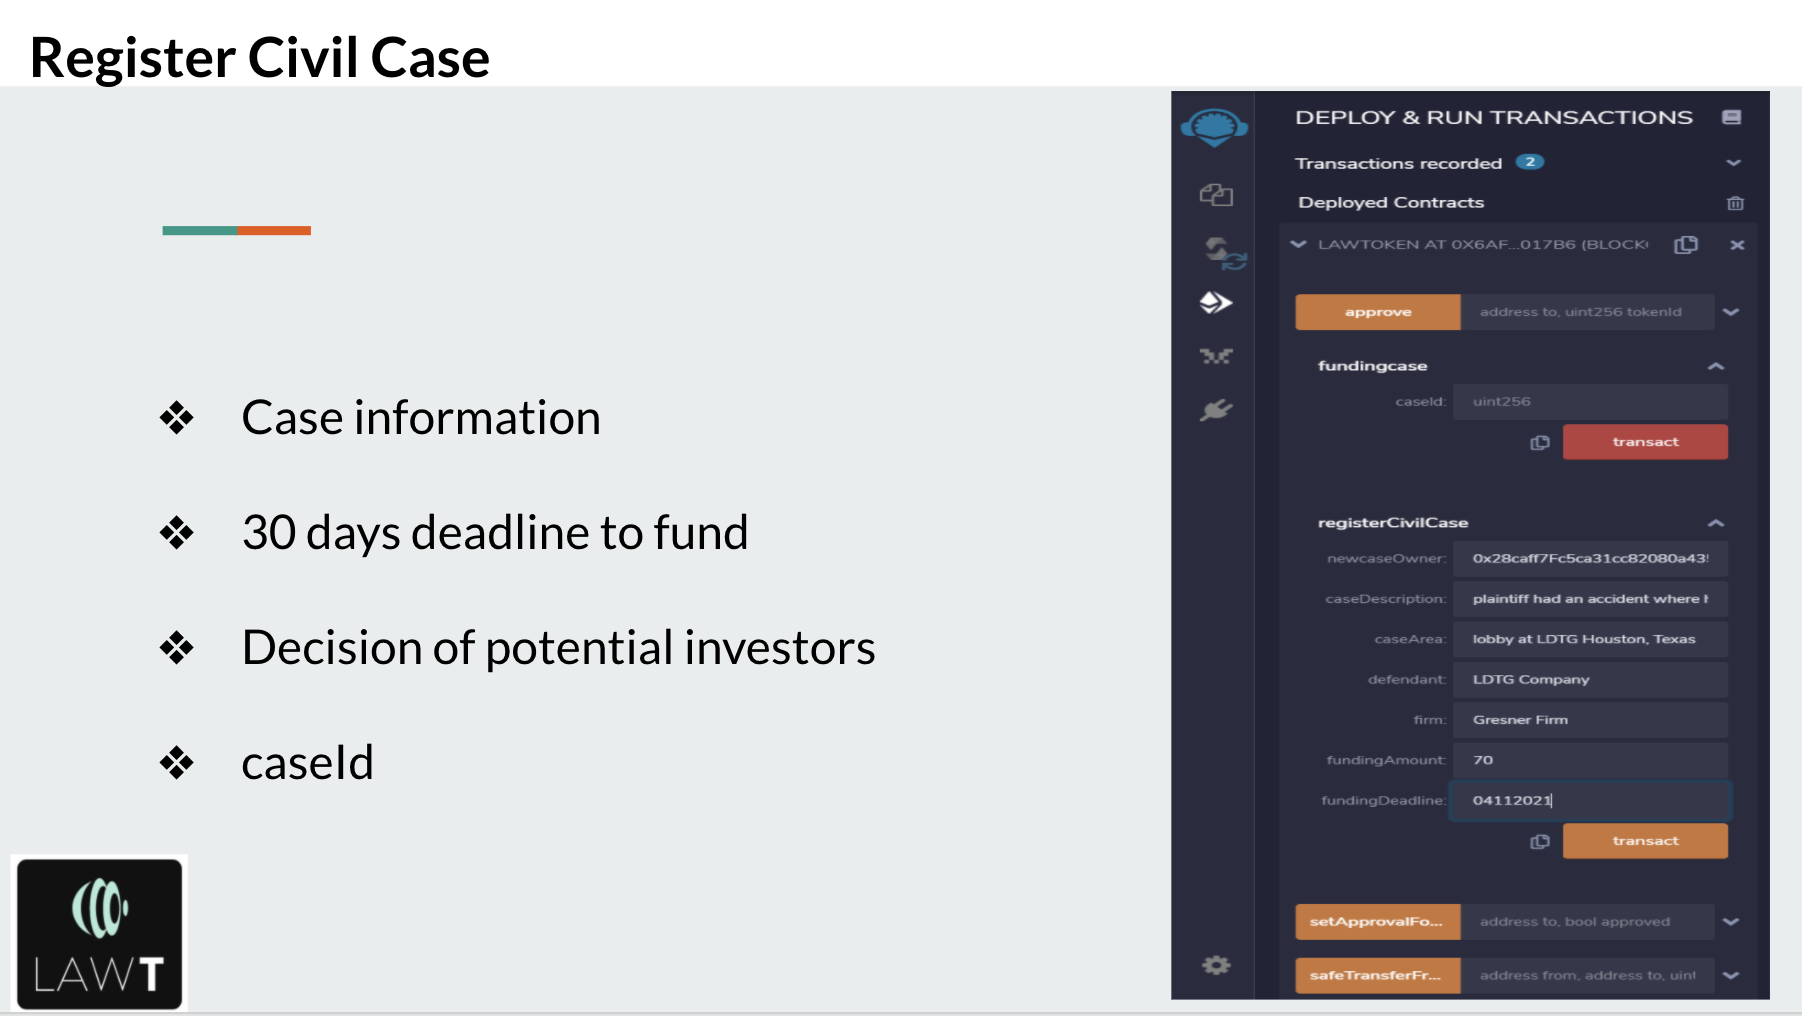 Register Civil Case
❖ Case information
❖ 30 days deadline to fund
❖ Decision of potential investors
❖ caseId
LAWT
DEPLOY & RUN TRANSACTIONS
Transactions recorded 2
Deployed Contracts
LAWTOKEN AT 0X6AF...017B6 (BLOCK
approve address to, uint256 tokenId
fundingcase
caseId: uint256
transact
registerCivilCase
newcaseOwner: 0x28caff7Fc5ca31cc82080a43
caseDescription: plaintiff had an accident where
caseArea: lobby at LDTG Houston, Texas
defendant: LDTG Company
firm: Gresner Firm
fundingAmount: 70
fundingDeadline: 04112021
transact
setApprovalFo... address to, bool approved
safeTransferFr... address from, address to, uint